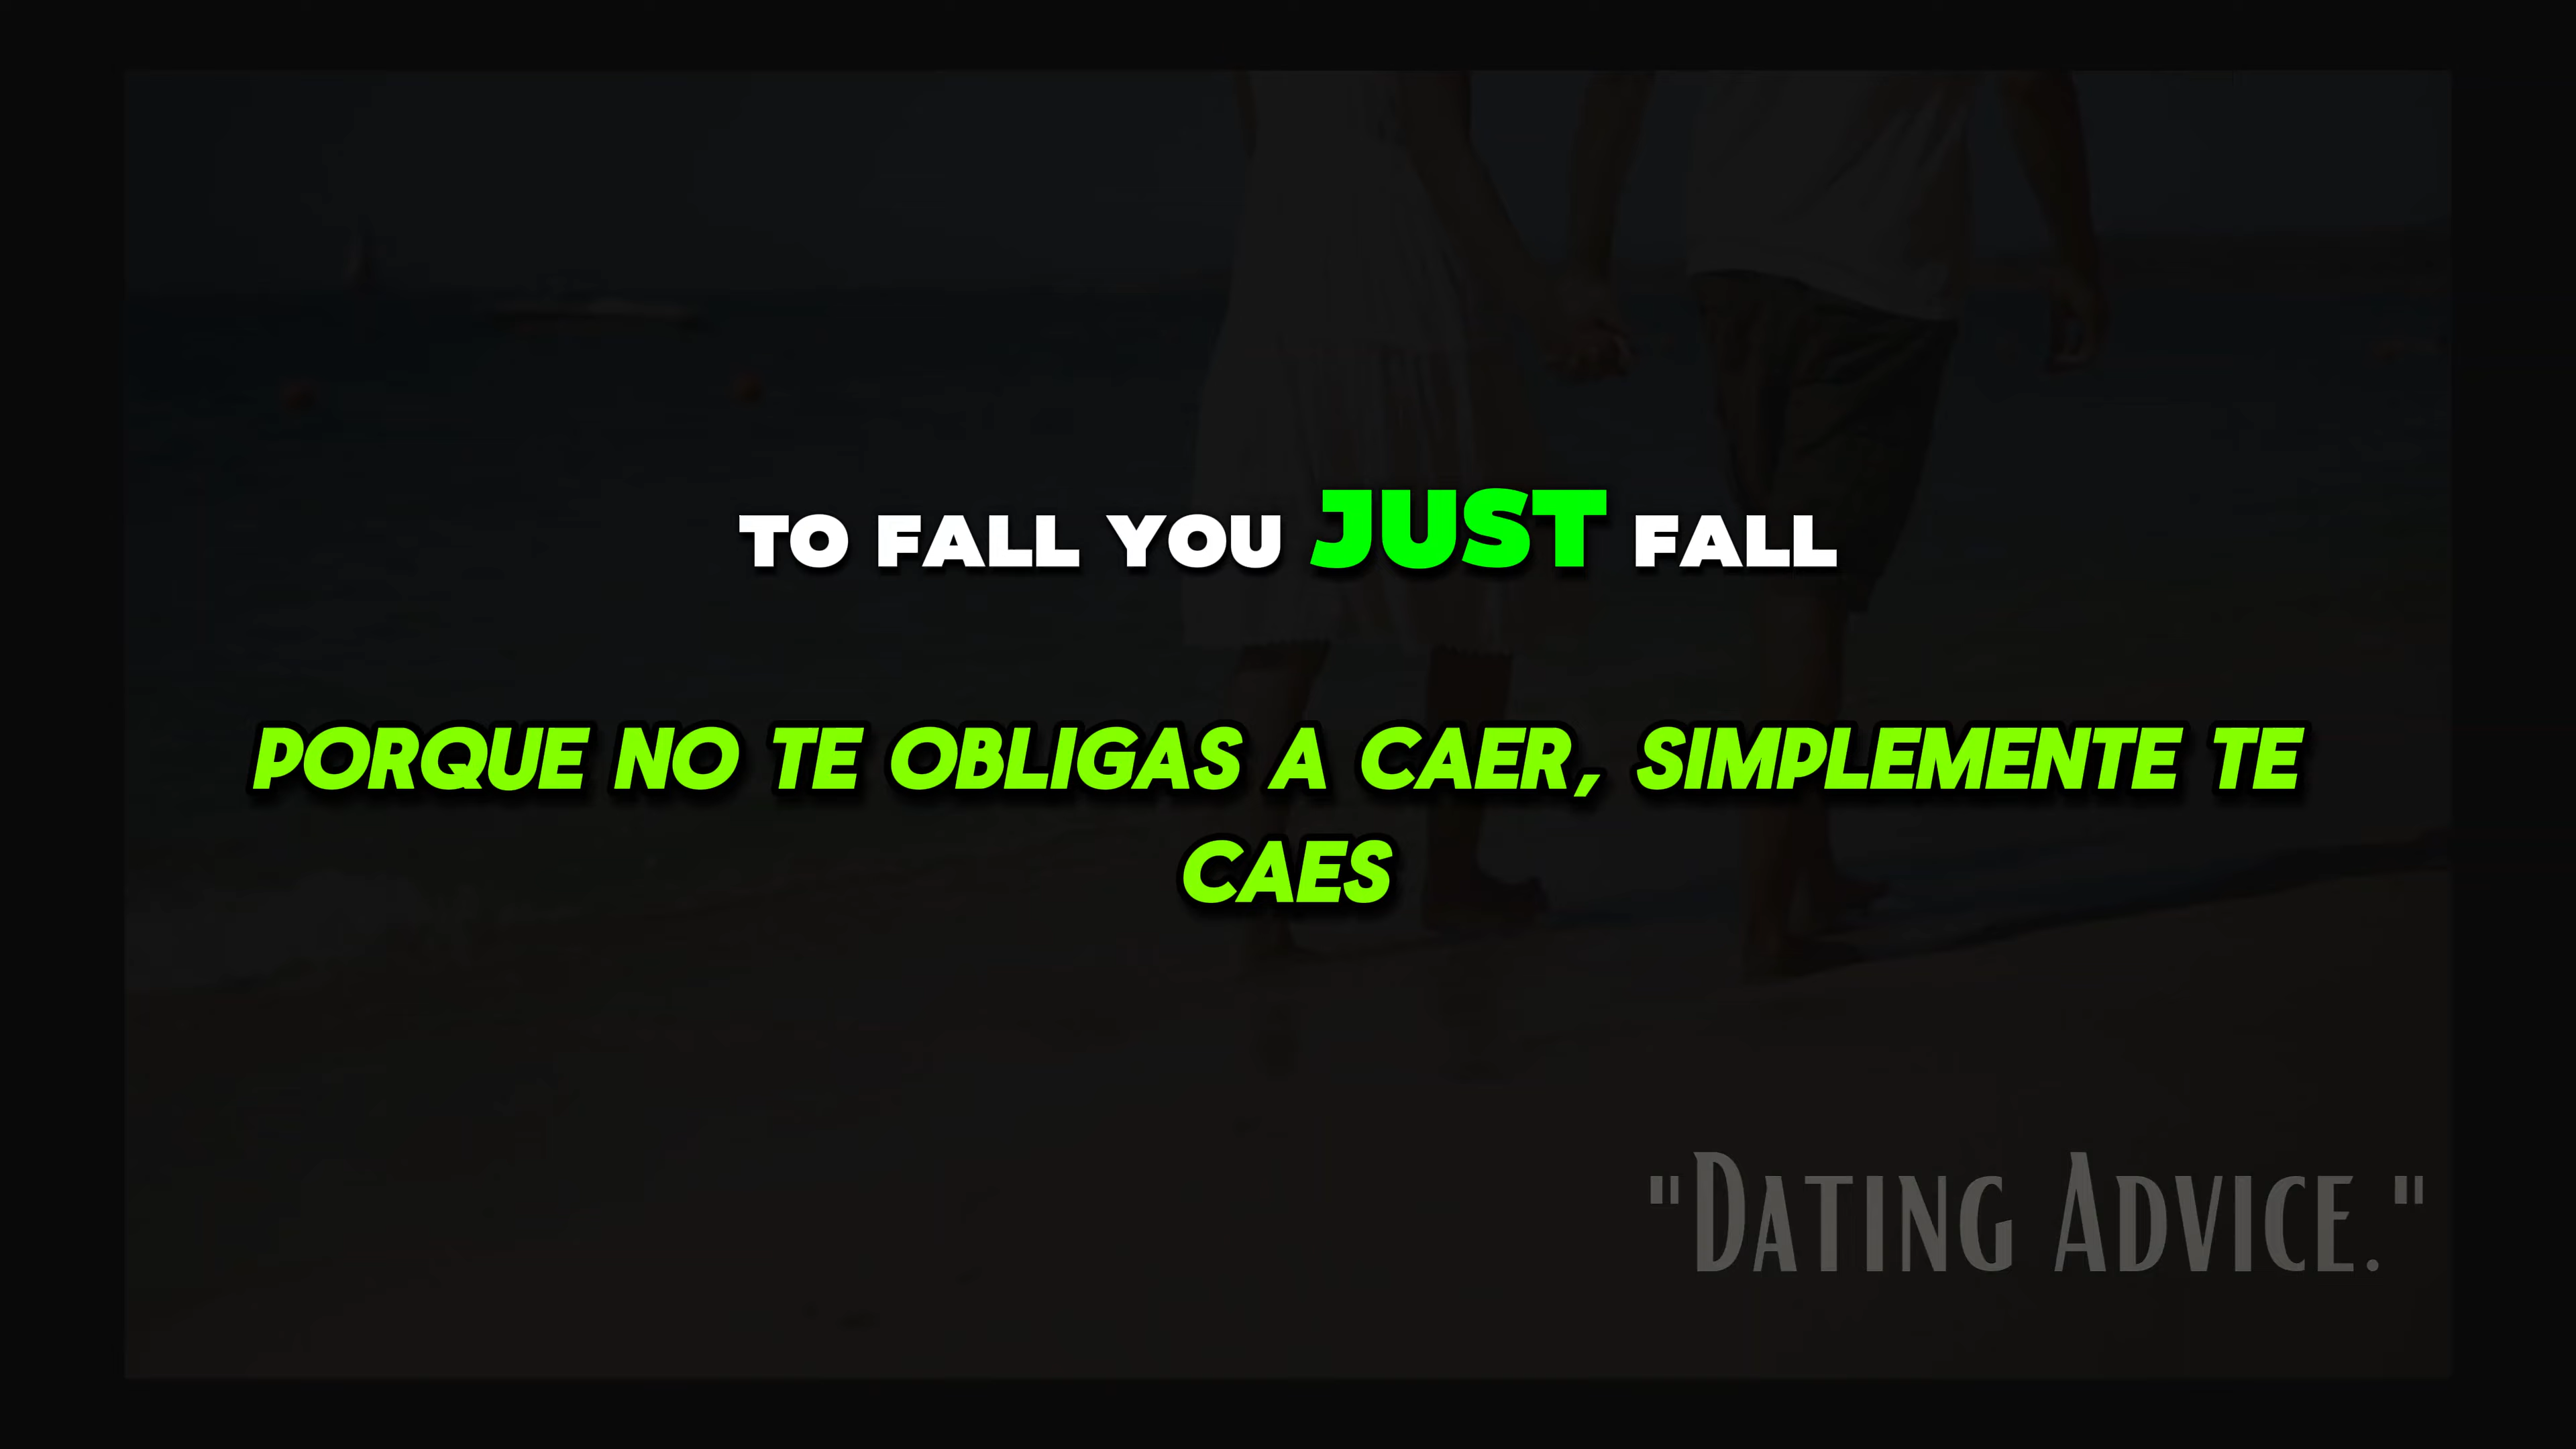 TO FALL YOU JUST FALL
PORQUE NO TE OBLIGAS A CAER, SIMPLEMENTE TE
CAES
"DATING ADVICE."